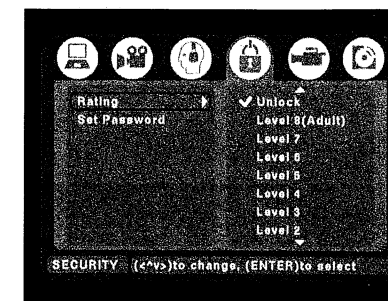 Rating
Set Password
Unlock
Level 8(Adult)
Level 7
Level 6
Level 5
Level 4
Level 3
Level 2
SECURITY (<^v>)to change, (ENTER)to select